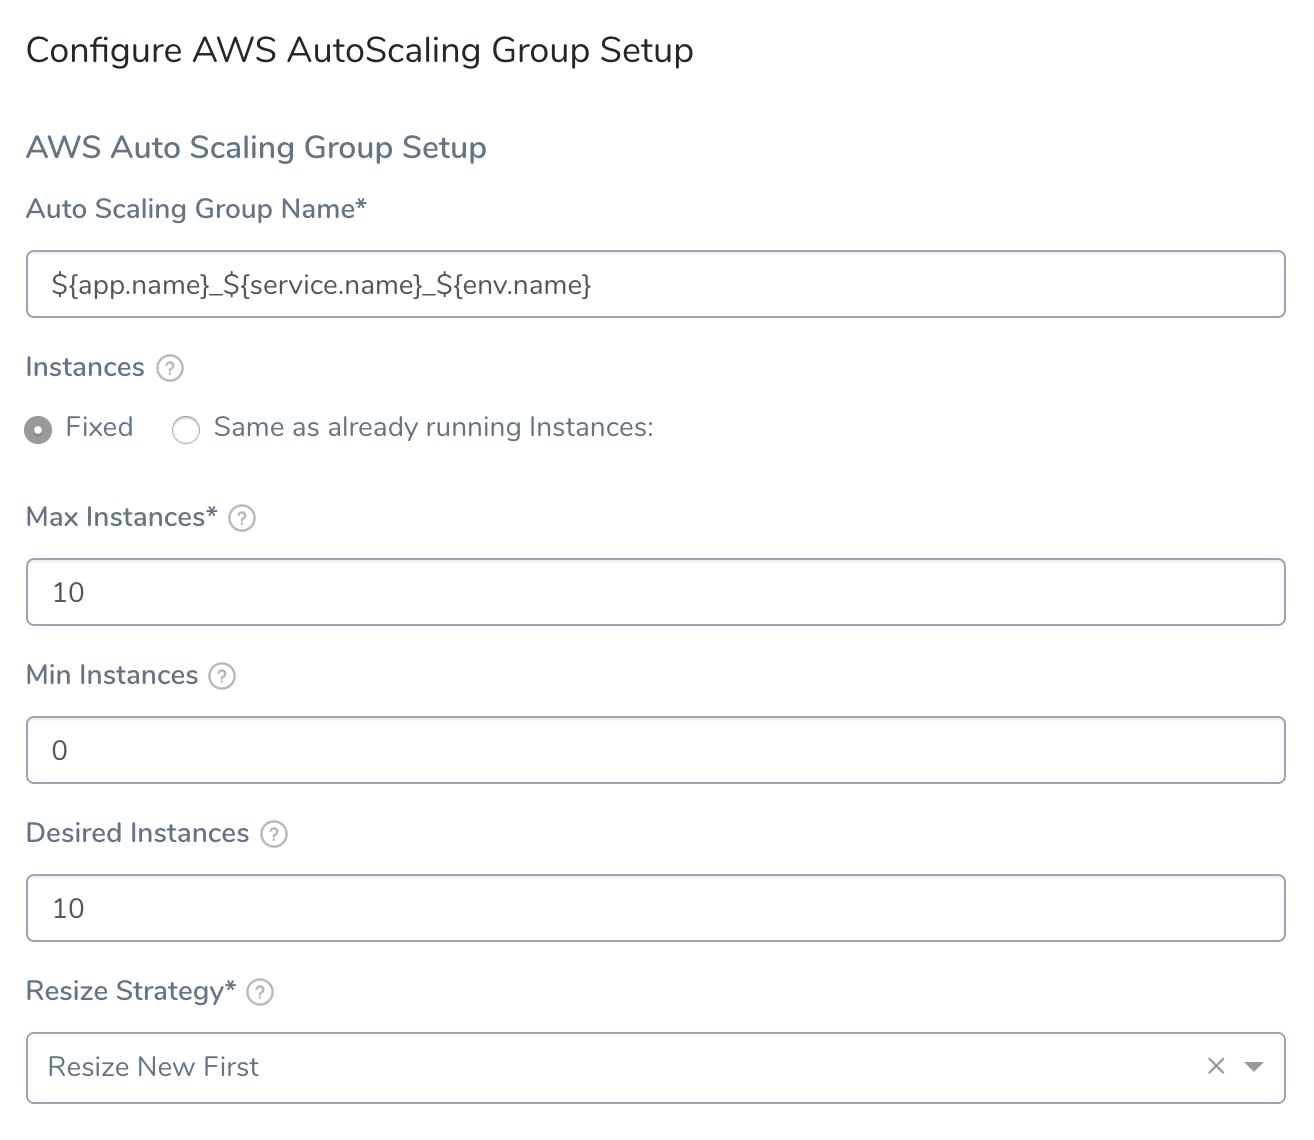 Configure AWS AutoScaling Group Setup
AWS Auto Scaling Group Setup
Auto Scaling Group Name*
${app.name}_${service.name}_${env.name}
Instances ?
Fixed Same as already running Instances:
Max Instances* ?
10
Min Instances ?
0
Desired Instances ?
10
Resize Strategy* ?
Resize New First